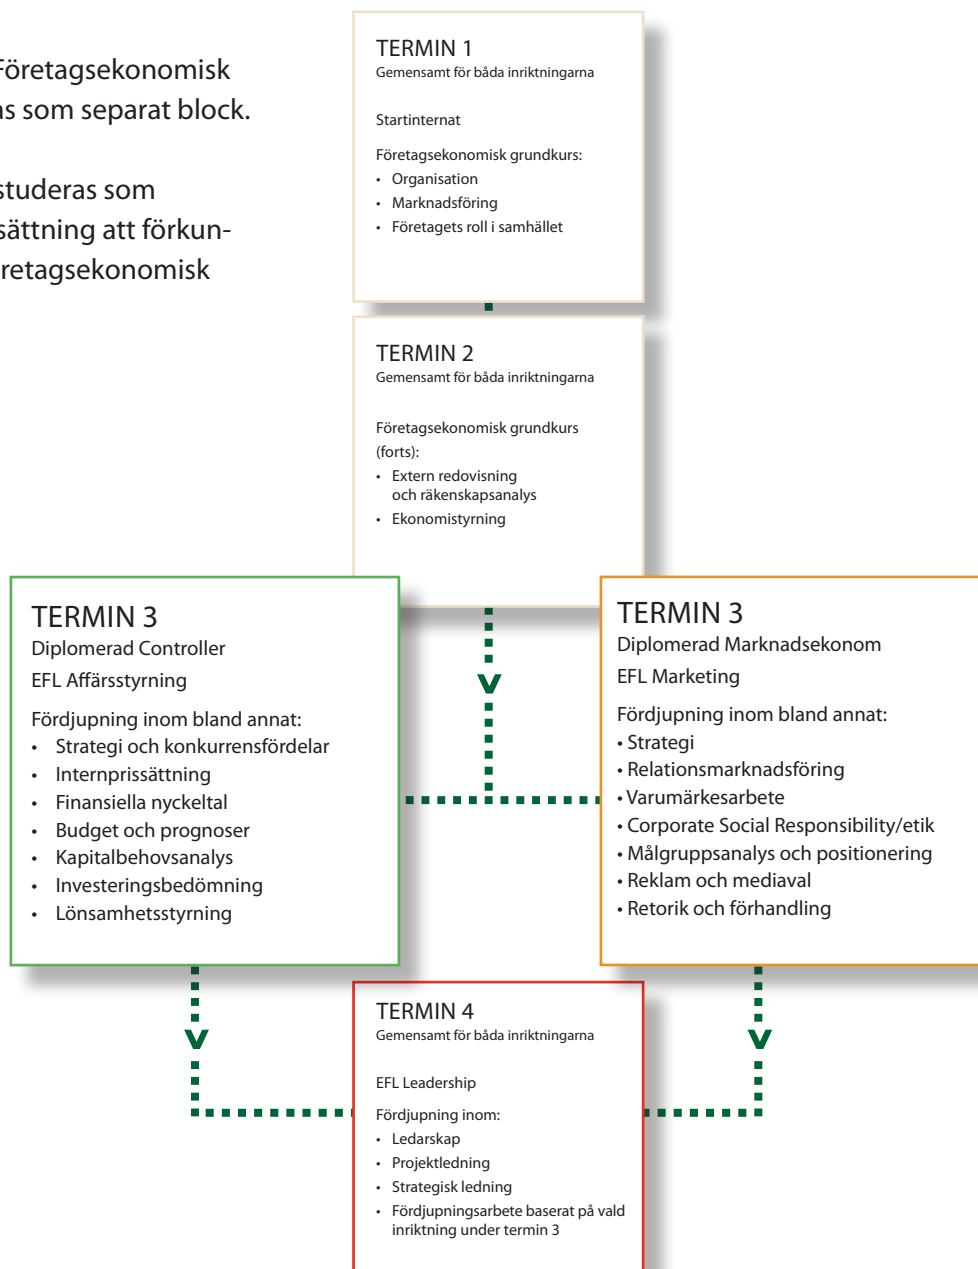 Företagsekonomisk
as som separat block.
studeras som
sättning att förkun-
retagsekonomisk
TERMIN 1
Gemensamt för båda inriktningarna
Startinternat
Företagsekonomisk grundkurs:
• Organisation
• Marknadsföring
• Företagets roll i samhället
TERMIN 2
Gemensamt för båda inriktningarna
Företagsekonomisk grundkurs
(forts):
• Extern redovisning
och räkenskapsanalys
• Ekonomistyrning
TERMIN 3
Diplomerad Controller
EFL Affärsstyrning
Fördjupning inom bland annat:
• Strategi och konkurrensfördelar
• Internprissättning
• Finansiella nyckeltal
• Budget och prognoser
• Kapitalbehovsanalys
• Investeringsbedömning
• Lönsamhetsstyrning
TERMIN 3
Diplomerad Marknadsekonom
EFL Marketing
Fördjupning inom bland annat:
• Strategi
• Relationsmarknadsföring
• Varumärkesarbete
• Corporate Social Responsibility/etik
• Målgruppsanalys och positionering
• Reklam och mediaval
• Retorik och förhandling
TERMIN 4
Gemensamt för båda inriktningarna
EFL Leadership
Fördjupning inom:
• Ledarskap
• Projektledning
• Strategisk ledning
• Fördjupningsarbete baserat på vald
inriktning under termin 3